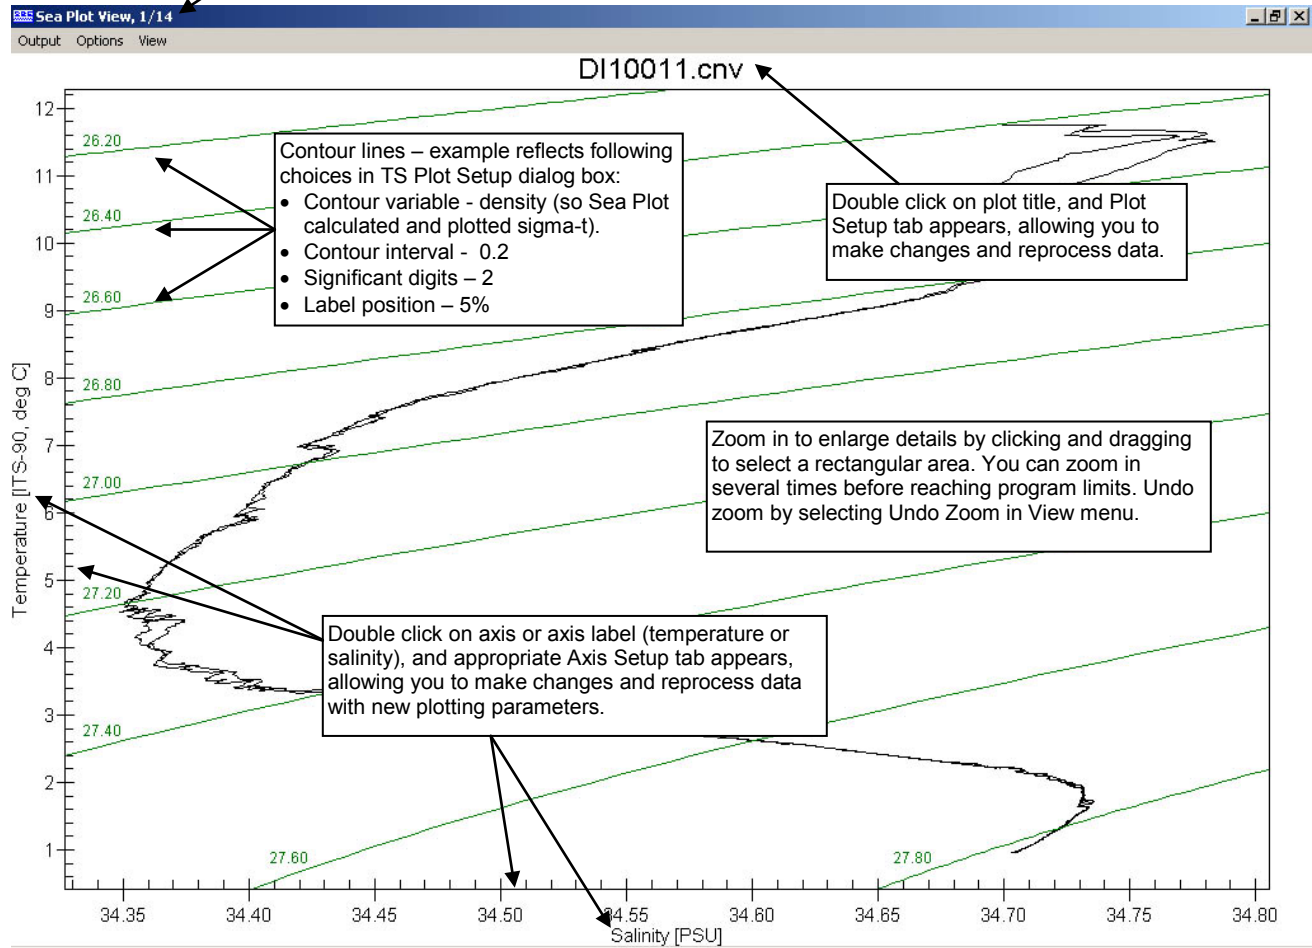 Sea Plot View, 1/14
Output Options View
DI10011.cnv
12
11
10
9
8
7
6
5
4
3
2
1
Temperature [ITS-90, deg C]
26.20
26.40
26.60
26.80
27.00
27.20
27.40
27.60
27.80
Contour lines – example reflects following
choices in TS Plot Setup dialog box:
• Contour variable - density (so Sea Plot
calculated and plotted sigma-t).
• Contour interval - 0.2
• Significant digits – 2
• Label position – 5%
Double click on plot title, and Plot
Setup tab appears, allowing you to
make changes and reprocess data.
Zoom in to enlarge details by clicking and dragging
to select a rectangular area. You can zoom in
several times before reaching program limits. Undo
zoom by selecting Undo Zoom in View menu.
Double click on axis or axis label (temperature or
salinity), and appropriate Axis Setup tab appears,
allowing you to make changes and reprocess data
with new plotting parameters.
34.35 34.40 34.45 34.50 34.55 34.60 34.65 34.70 34.75 34.80
Salinity [PSU]